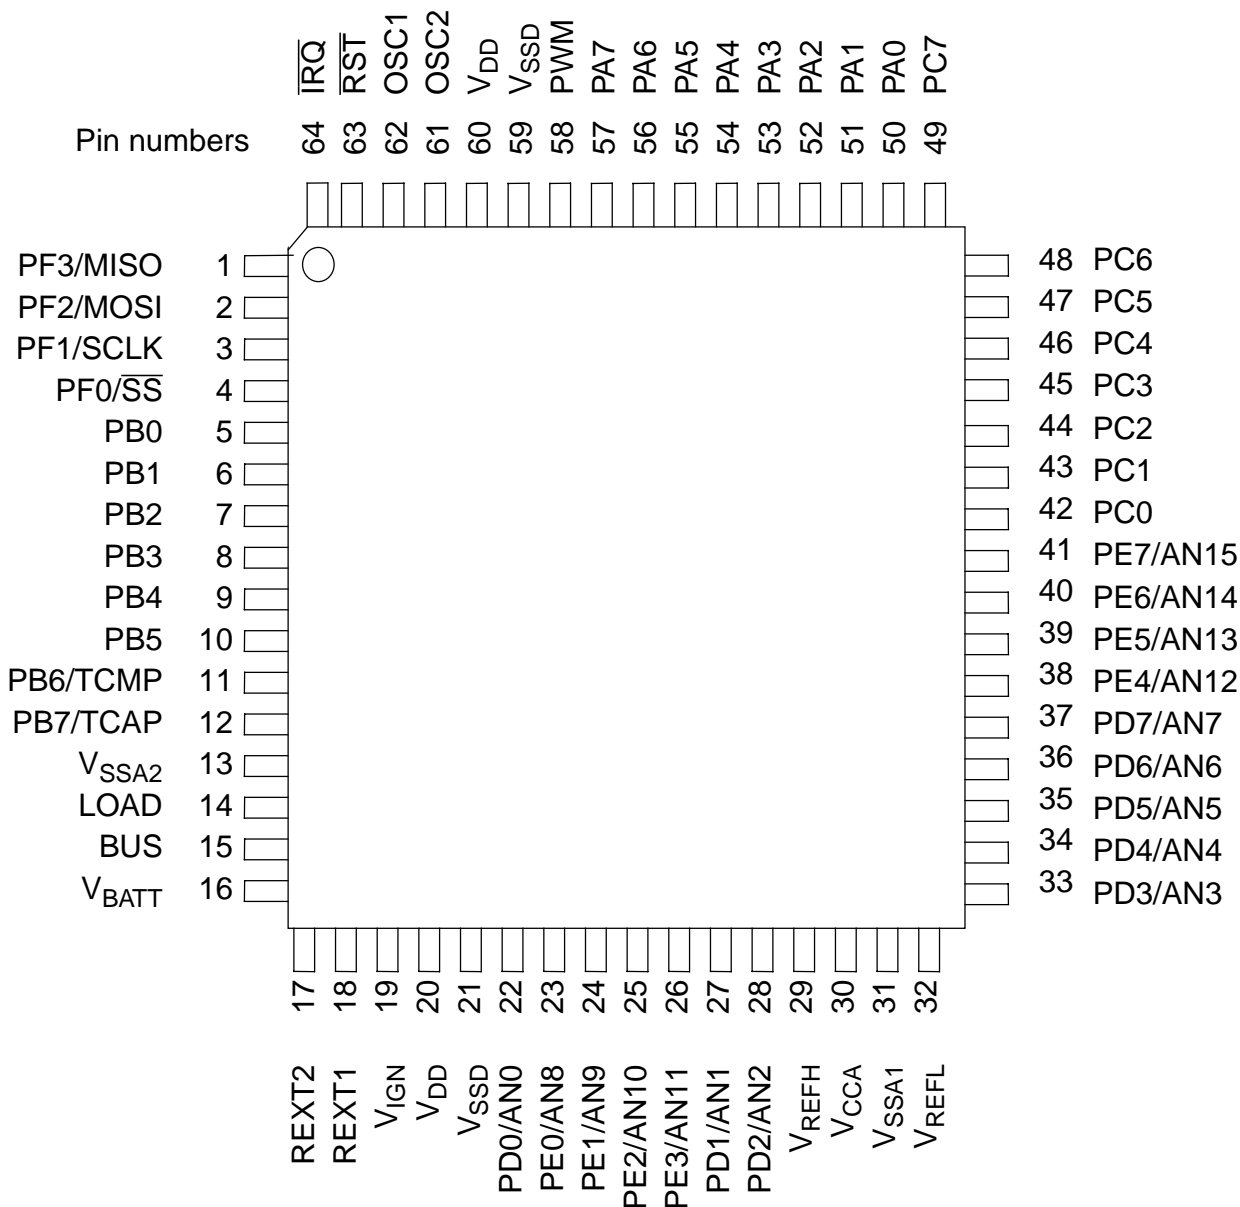 IRQ RST OSC1 OSC2 VDD VSSD PWM PA7 PA6 PA5 PA4 PA3 PA2 PA1 PA0 PC7
Pin numbers 64 63 62 61 60 59 58 57 56 55 54 53 52 51 50 49
PF3/MISO 1 48 PC6
PF2/MOSI 2 47 PC5
PF1/SCLK 3 46 PC4
PF0/SS 4 45 PC3
PB0 5 44 PC2
PB1 6 43 PC1
PB2 7 42 PC0
PB3 8 41 PE7/AN15
PB4 9 40 PE6/AN14
PB5 10 39 PE5/AN13
PB6/TCMP 11 38 PE4/AN12
PB7/TCAP 12 37 PD7/AN7
VSSA2 13 36 PD6/AN6
LOAD 14 35 PD5/AN5
BUS 15 34 PD4/AN4
VBATT 16 33 PD3/AN3
17 18 19 20 21 22 23 24 25 26 27 28 29 30 31 32
REXT2 REXT1 VIGN VDD VSSD PD0/AN0 PE0/AN8 PE1/AN9 PE2/AN10 PE3/AN11 PD1/AN1 PD2/AN2 VREFH VCCA VSSA1 VREFL